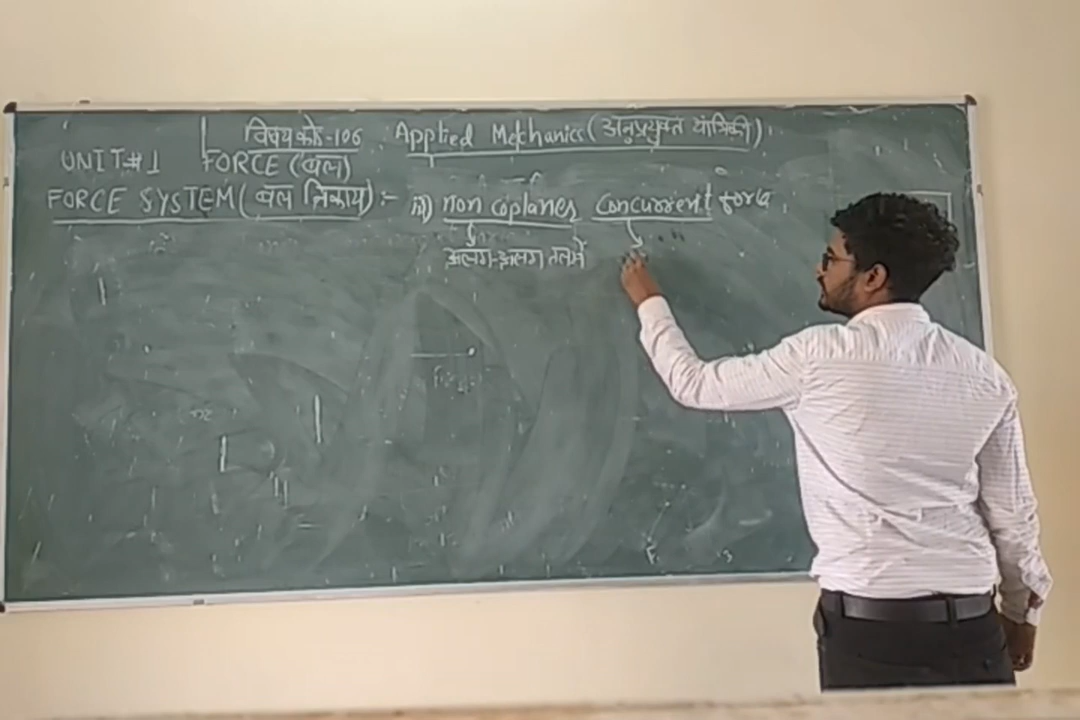 विषय कोड-106 Applied Mechanics (अनुप्रयुक्त यांत्रिकी)
UNIT#1 FORCE (बल)
FORCE SYSTEM (बल निकाय) :- iii) non coplaner concurrent force
अलग-अलग तलमें